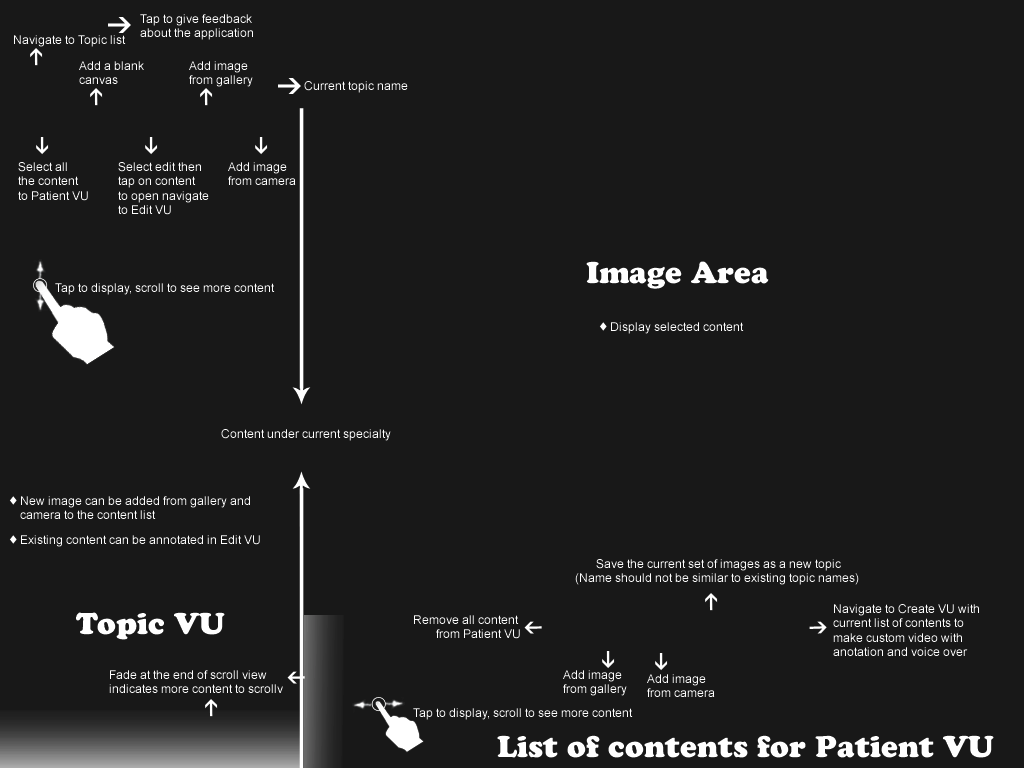 Tap to give feedback
about the application
Navigate to Topic list
Add a blank
canvas
Add image
from gallery
Current topic name
Select all
the content
to Patient VU
Select edit then
tap on content
to open navigate
to Edit VU
Add image
from camera
Tap to display, scroll to see more content
Image Area
♦ Display selected content
Content under current specialty
♦ New image can be added from gallery and
camera to the content list
♦ Existing content can be annotated in Edit VU
Topic VU
Fade at the end of scroll view
indicates more content to scrollv
Save the current set of images as a new topic
(Name should not be similar to existing topic names)
Remove all content
from Patient VU
Navigate to Create VU with
current list of contents to
make custom video with
anotation and voice over
Add image
from gallery
Add image
from camera
Tap to display, scroll to see more content
List of contents for Patient VU